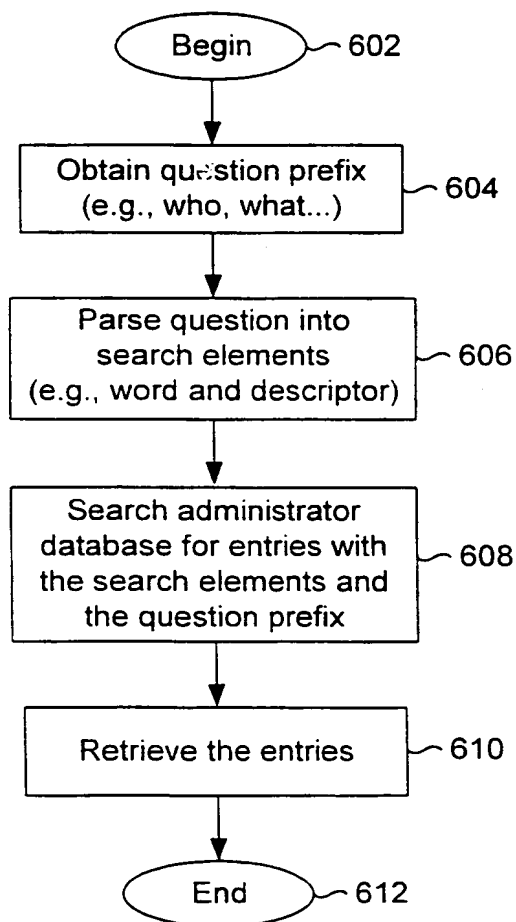 Begin
602
Obtain question prefix
(e.g., who, what...)
604
Parse question into
search elements
(e.g., word and descriptor)
606
Search administrator
database for entries with
the search elements and
the question prefix
608
Retrieve the entries
610
End
612